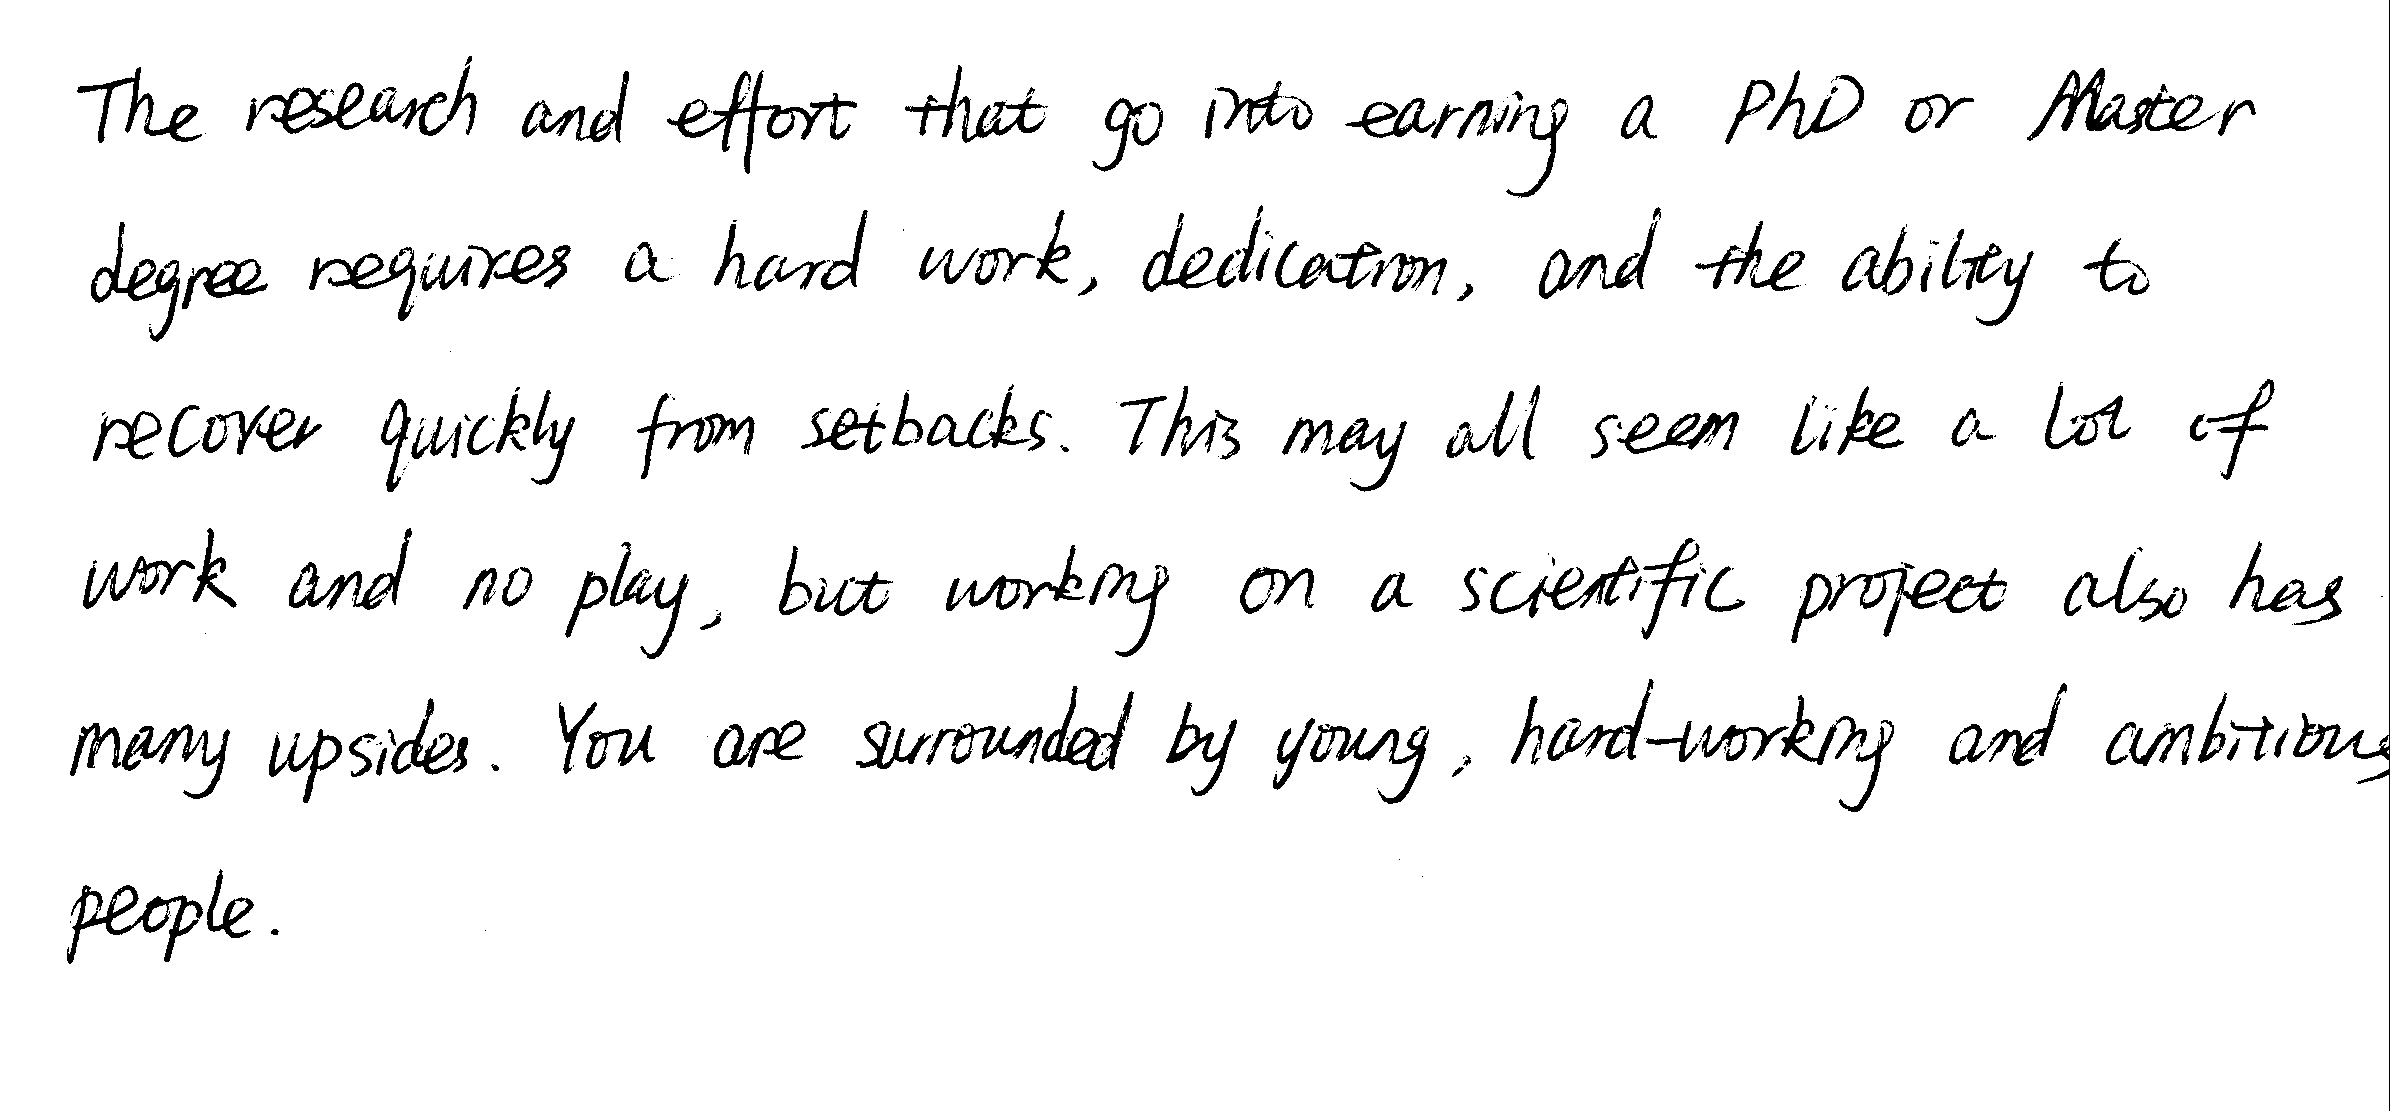 The research and effort that go into earning a PhD or Master
degree requires a hard work, dedication, and the ability to
recover quickly from setbacks. This may all seem like a lot of
work and no play, but working on a scientific project also has
many upsides. You are surrounded by young, hard-working and ambitious
people.